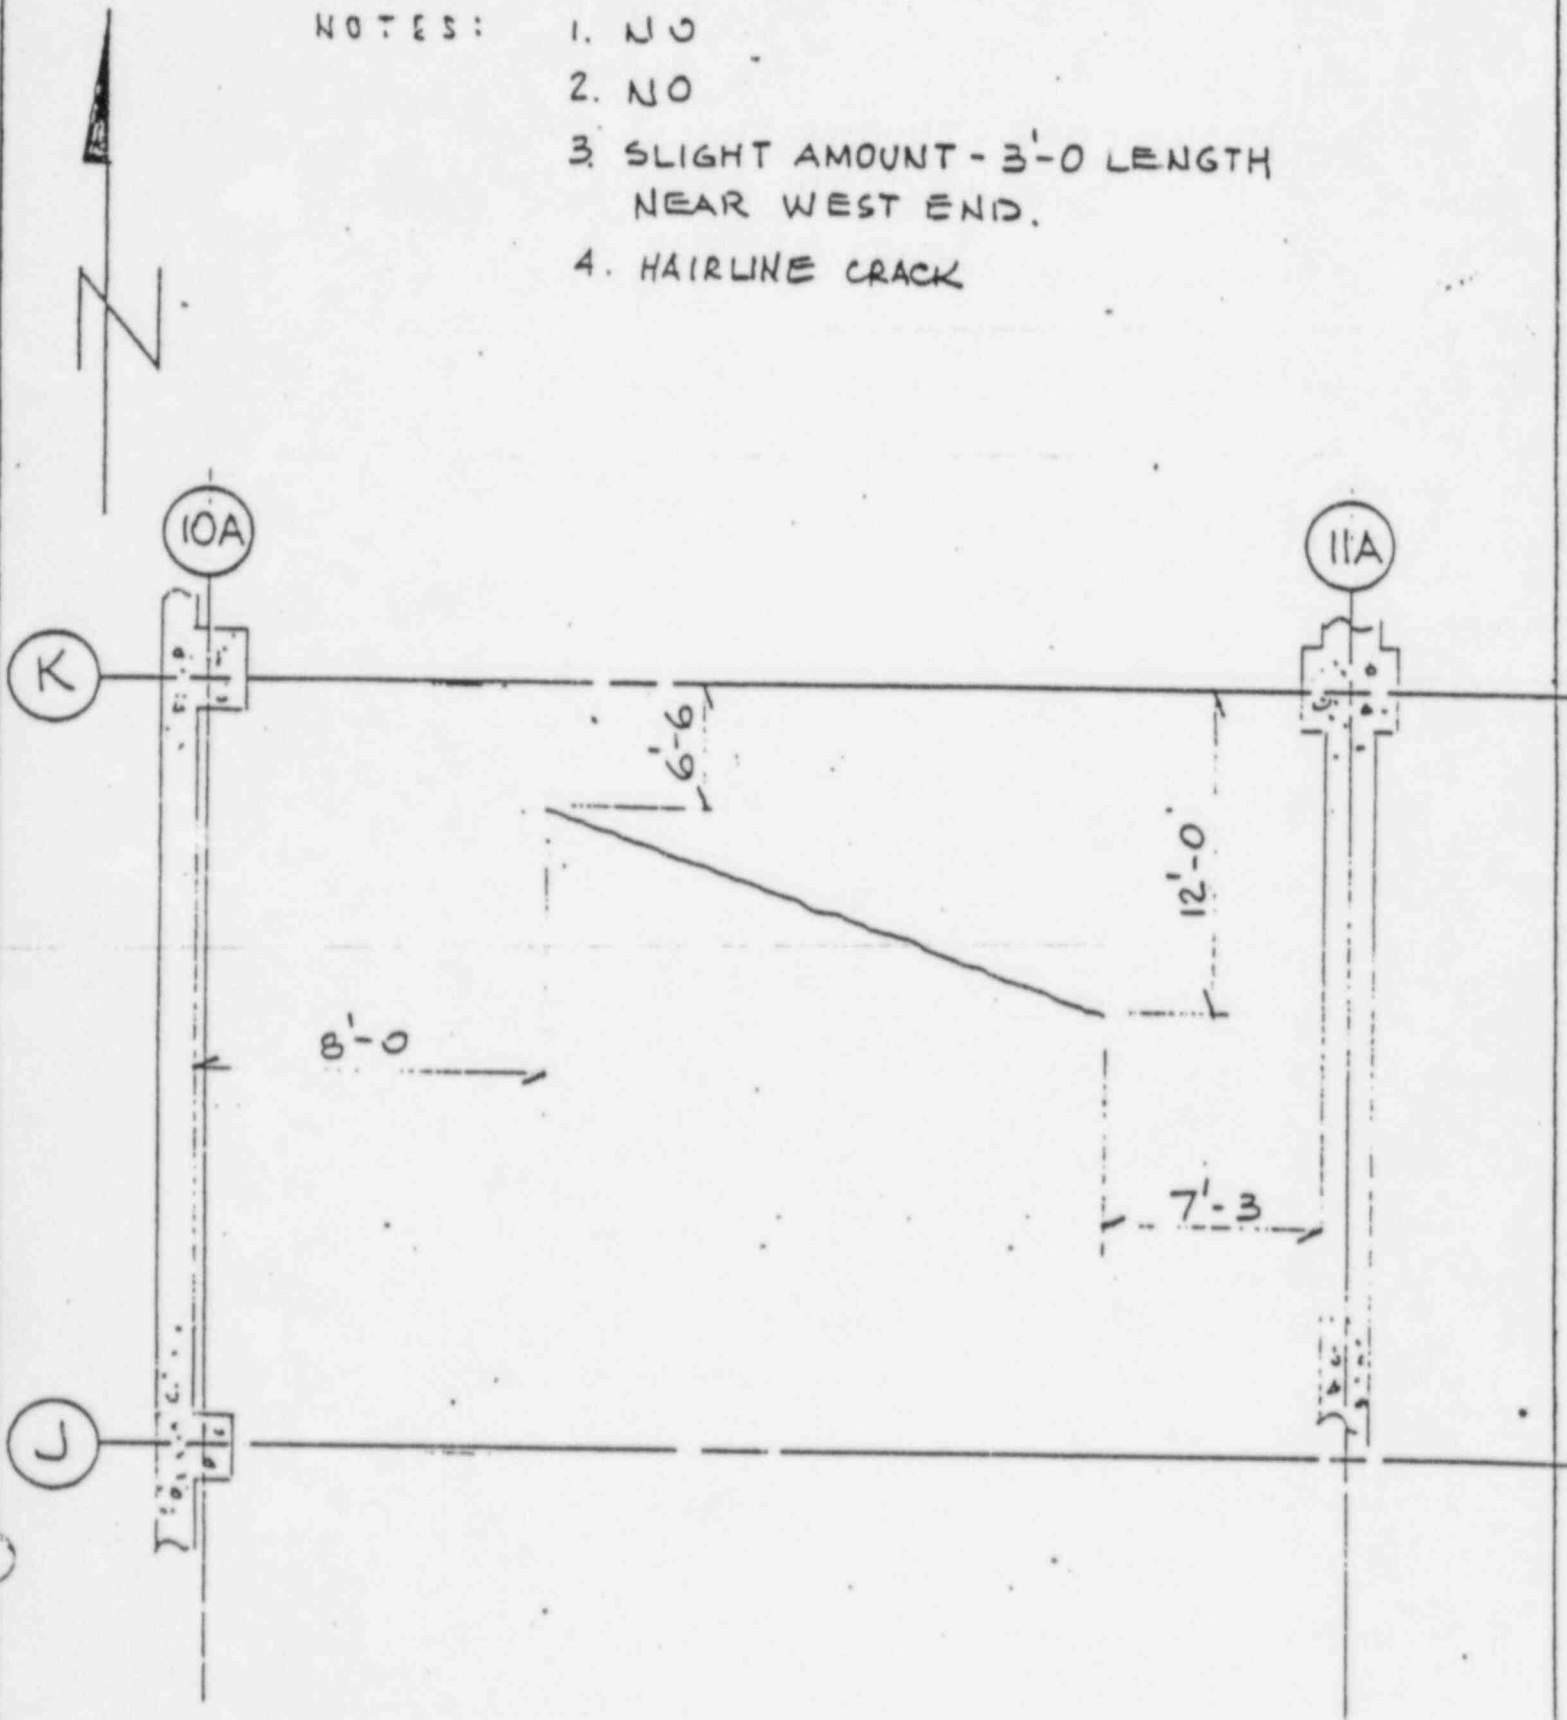 NOTES: 1. NO
2. NO
3. SLIGHT AMOUNT - 3'-0 LENGTH
NEAR WEST END.
4. HAIRLINE CRACK
N
10A
11A
K
6'-6
12'-0
8'-0
7'-3
L